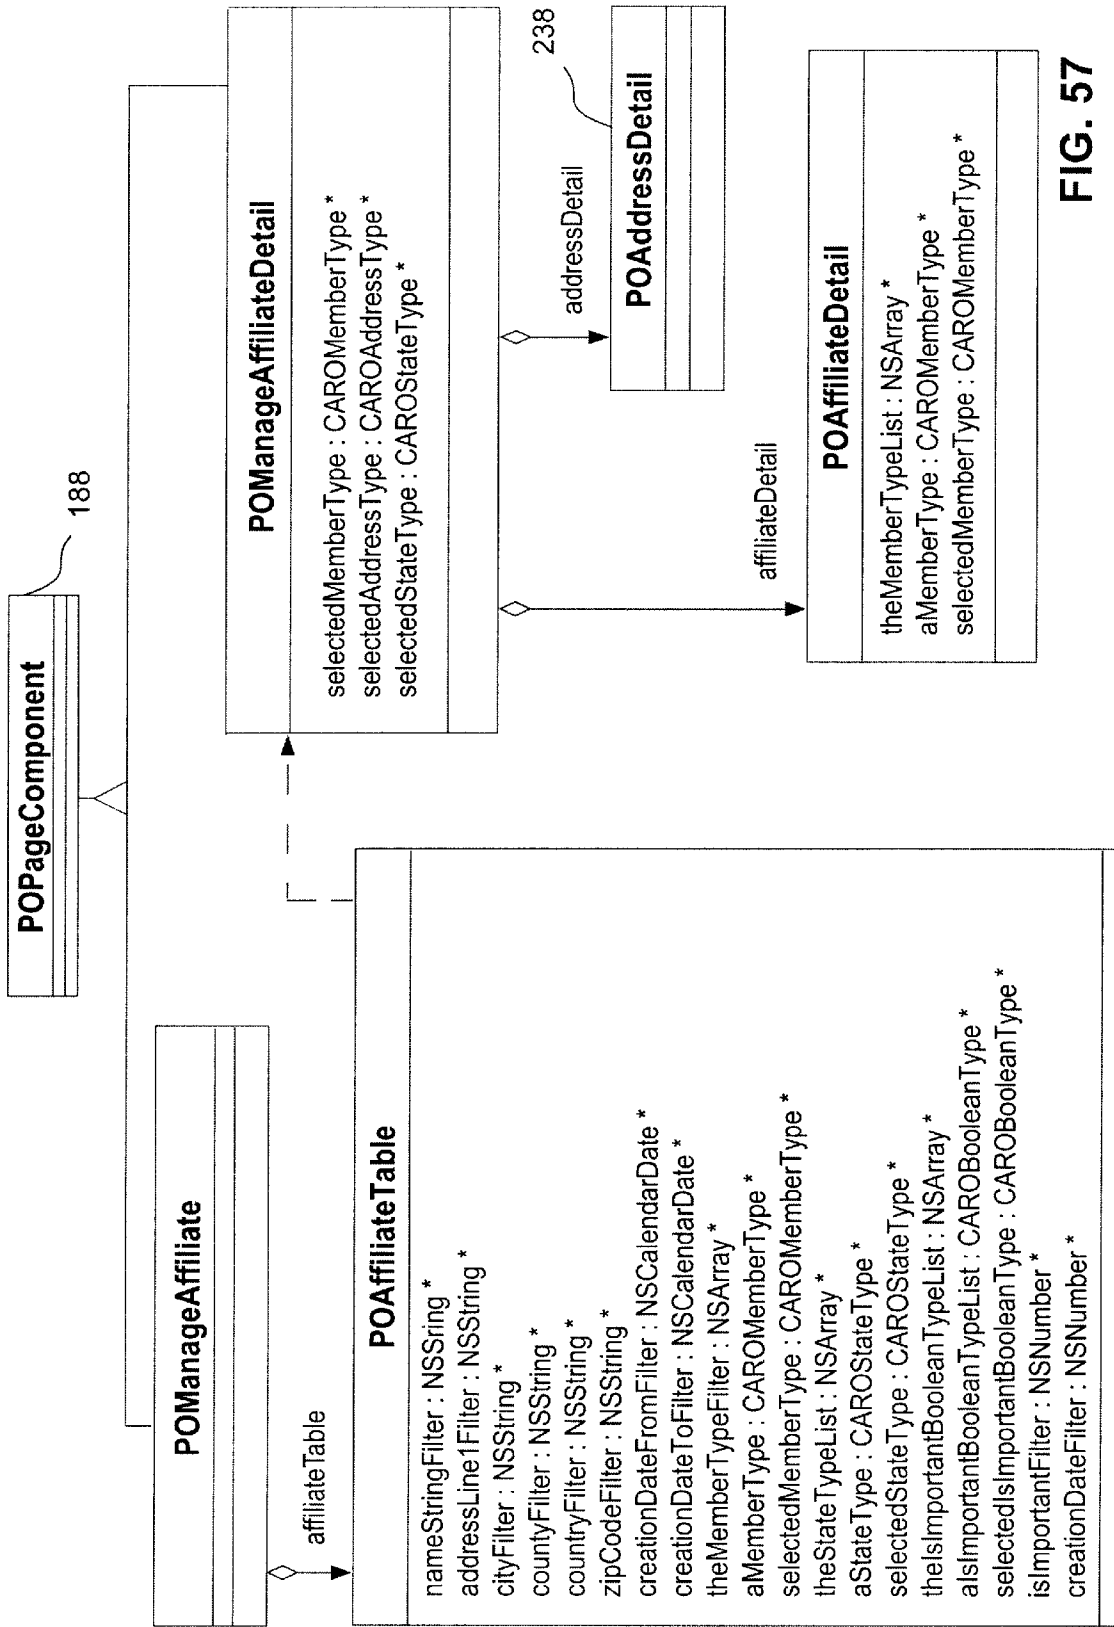 POPageComponent
188
POManageAffiliate
affiliateTable
POAffiliateTable
nameStringFilter : NSSring *
addressLine1Filter : NSString *
cityFilter : NSString *
countyFilter : NSString *
countryFilter : NSString *
zipCodeFilter : NSString *
creationDateFromFilter : NSCalendarDate *
creationDateToFilter : NSCalendarDate *
theMemberTypeFilter : NSArray *
aMemberType : CAROMemberType *
selectedMemberType : CAROMemberType *
theStateTypeList : NSArray *
aStateType : CAROStateType *
selectedStateType : CAROStateType *
theIsImportantBooleanTypeList : NSArray *
aIsImportantBooleanTypeList : CAROBooleanType *
selectedIsImportantBooleanType : CAROBooleanType *
isImportantFilter : NSNumber *
creationDateFilter : NSNumber *
POManageAffiliateDetail
selectedMemberType : CAROMemberType *
selectedAddressType : CAROAddressType *
selectedStateType : CAROStateType *
affiliateDetail
addressDetail
238
POAddressDetail
POAffiliateDetail
theMemberTypeList : NSArray *
aMemberType : CAROMemberType *
selectedMemberType : CAROMemberType *
FIG. 57